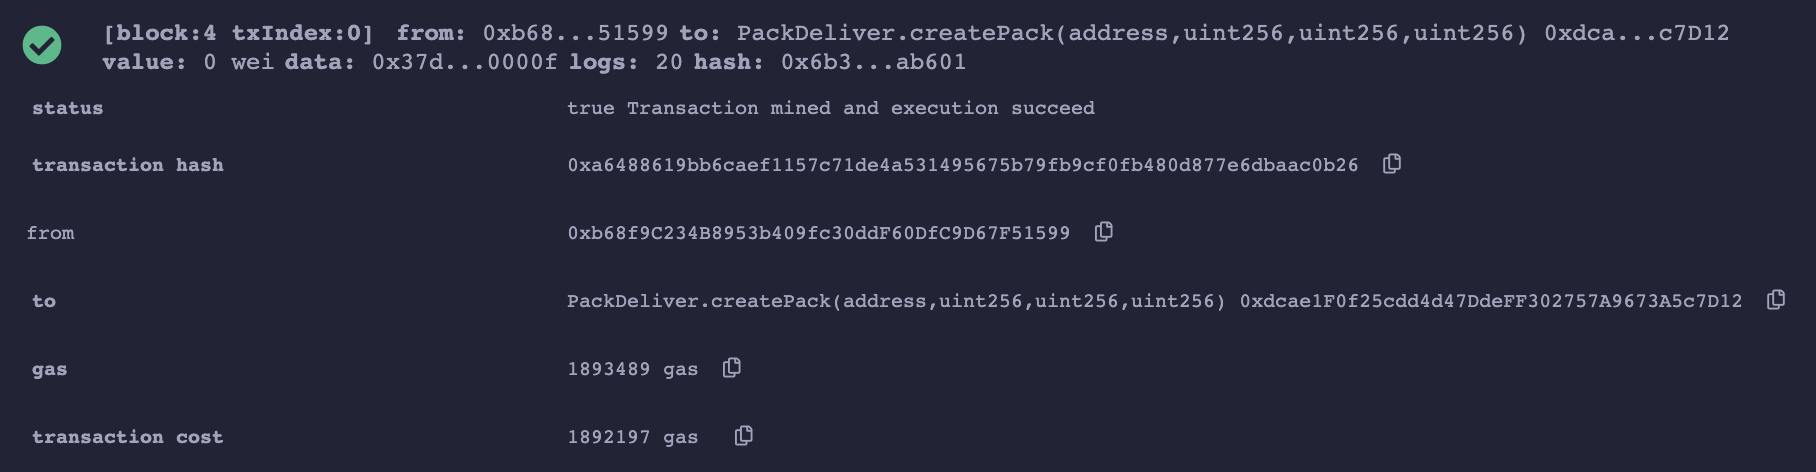 [block:4 txIndex:0] from: 0xb68...51599 to: PackDeliver.createPack(address,uint256,uint256,uint256) 0xdca...c7D12
value: 0 wei data: 0x37d...0000f logs: 20 hash: 0x6b3...ab601
status true Transaction mined and execution succeed
transaction hash 0xa6488619bb6caef1157c71de4a531495675b79fb9cf0fb480d877e6dbaac0b26
from 0xb68f9C234B8953b409fc30ddF60DfC9D67F51599
to PackDeliver.createPack(address,uint256,uint256,uint256) 0xdcae1F0f25cdd4d47DdeFF302757A9673A5c7D12
gas 1893489 gas
transaction cost 1892197 gas